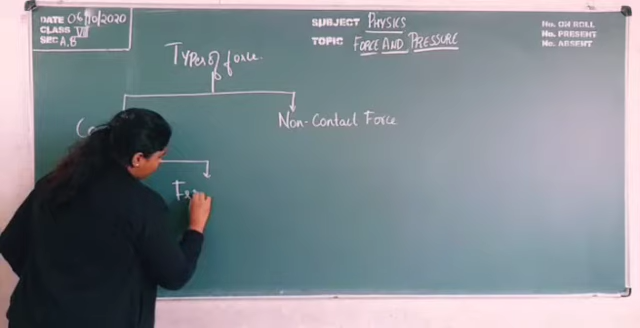 DATE 06/10/2020
CLASS VIII
SEC A,B
SUBJECT PHYSICS
TOPIC FORCE AND PRESSURE
No. ON ROLL
No. PRESENT
No. ABSENT
Types of force.
Non-Contact Force